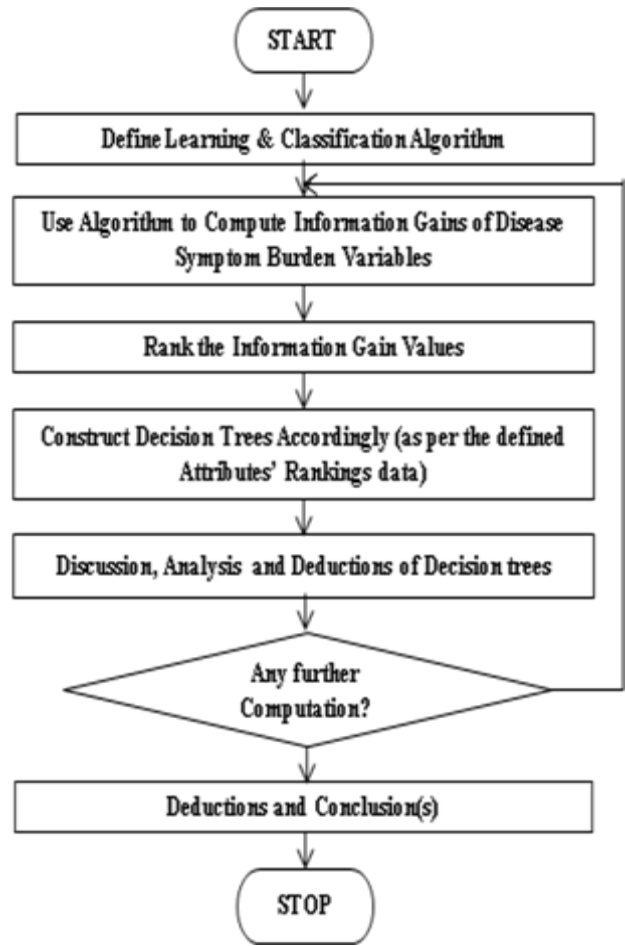 START
Define Learning & Classification Algorithm
Use Algorithm to Compute Information Gains of Disease
Symptom Burden Variables
Rank the Information Gain Values
Construct Decision Trees Accordingly (as per the defined
Attributes’ Rankings data)
Discussion, Analysis and Deductions of Decision trees
Any further
Computation?
Deductions and Conclusion(s)
STOP